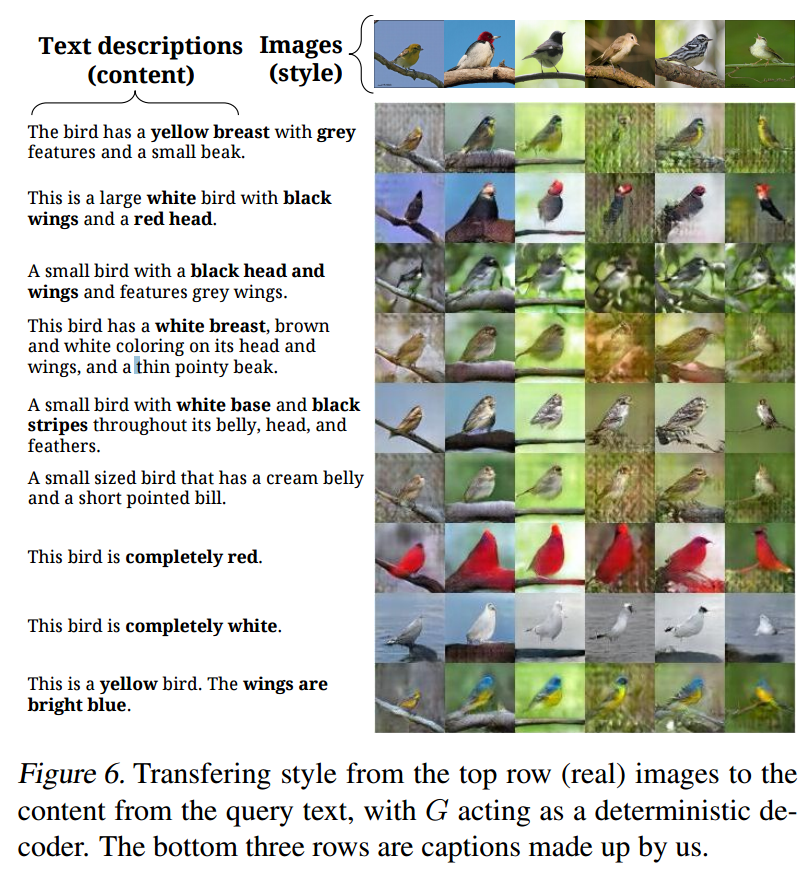 Text descriptions
(content)
Images
(style)
The bird has a yellow breast with grey
features and a small beak.
This is a large white bird with black
wings and a red head.
A small bird with a black head and
wings and features grey wings.
This bird has a white breast, brown
and white coloring on its head and
wings, and a thin pointy beak.
A small bird with white base and black
stripes throughout its belly, head, and
feathers.
A small sized bird that has a cream belly
and a short pointed bill.
This bird is completely red.
This bird is completely white.
This is a yellow bird. The wings are
bright blue.
Figure 6. Transfering style from the top row (real) images to the
content from the query text, with G acting as a deterministic de-
coder. The bottom three rows are captions made up by us.